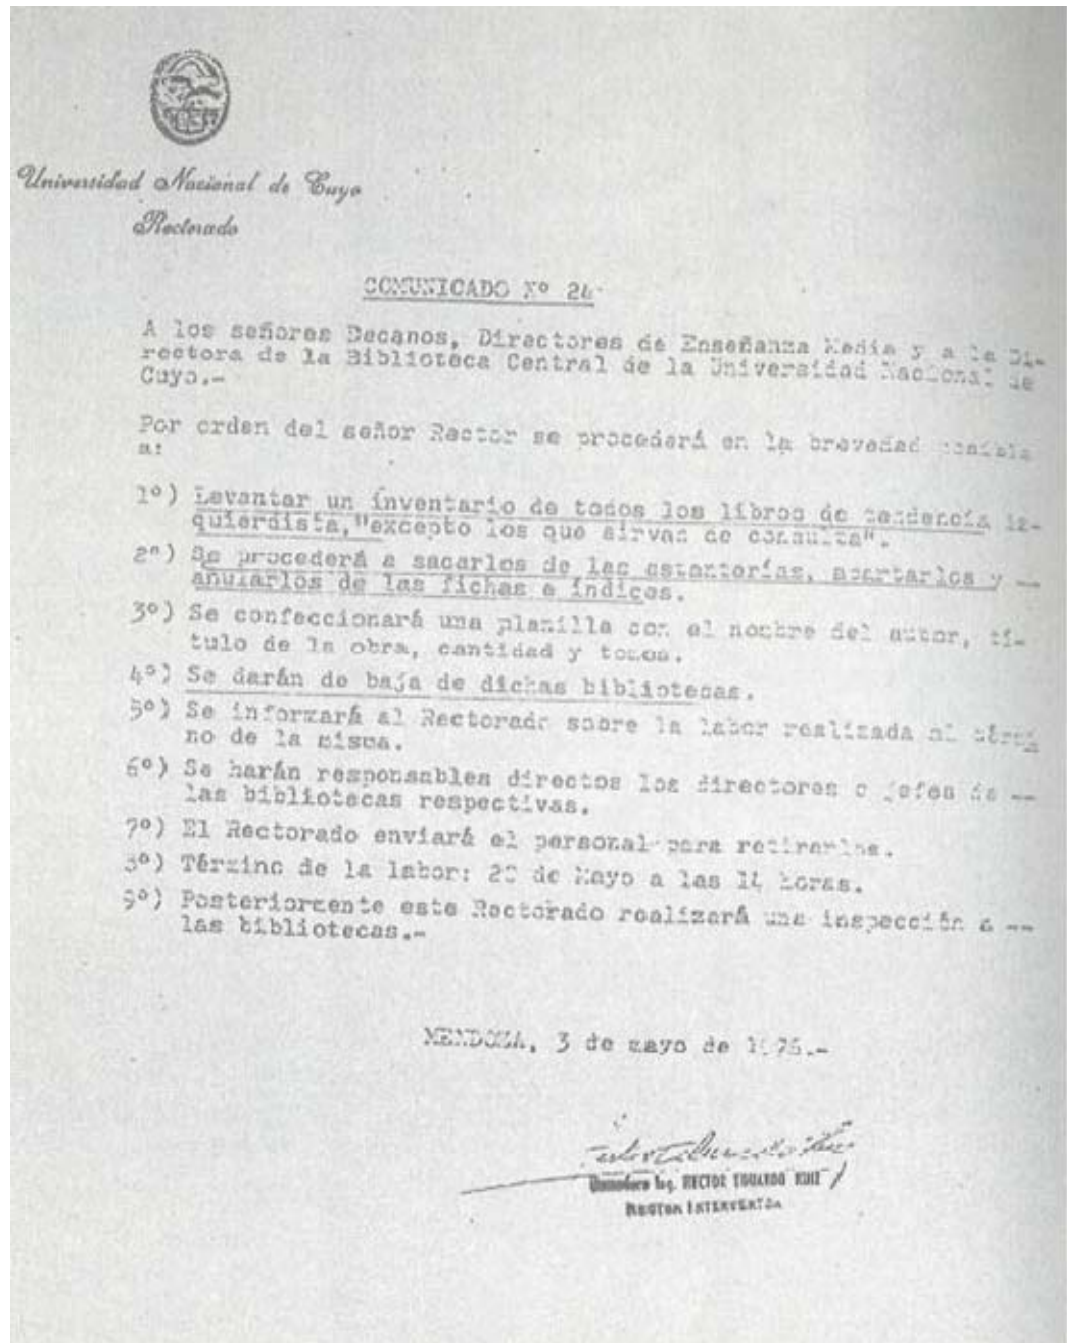 Universidad Nacional de Cuyo
Rectorado
COMUNICADO Nº 24
A los señores Decanos, Directores de Enseñanza Media y a la Di-
rectora de la Biblioteca Central de la Universidad Nacional de
Cuyo.-
Por orden del señor Rector se procederá en la brevedad posible
a:
1º) Levantar un inventario de todos los libros de tendencia iz-
quierdista,"excepto los que sirvan de consulta".
2º) Se procederá a sacarlos de las estanterías, apartarlos y --
anularlos de las fichas e índices.
3º) Se confeccionará una planilla con el nombre del autor, tí-
tulo de la obra, cantidad y tomos.
4º) Se darán de baja de dichas bibliotecas.
5º) Se informará al Rectorado sobre la labor realizada al térmi
no de la misma.
6º) Se harán responsables directos los directores o jefes de --
las bibliotecas respectivas.
7º) El Rectorado enviará el personal para retirarlos.
8º) Término de la labor: de Mayo a las 14 horas.
9º) Posteriormente este Rectorado realizará una inspección a --
las bibliotecas.-
MENDOZA, 3 de mayo de 1976.-
Ing. HECTOR EDUARDO RUIZ
RECTOR INTERVENTOR